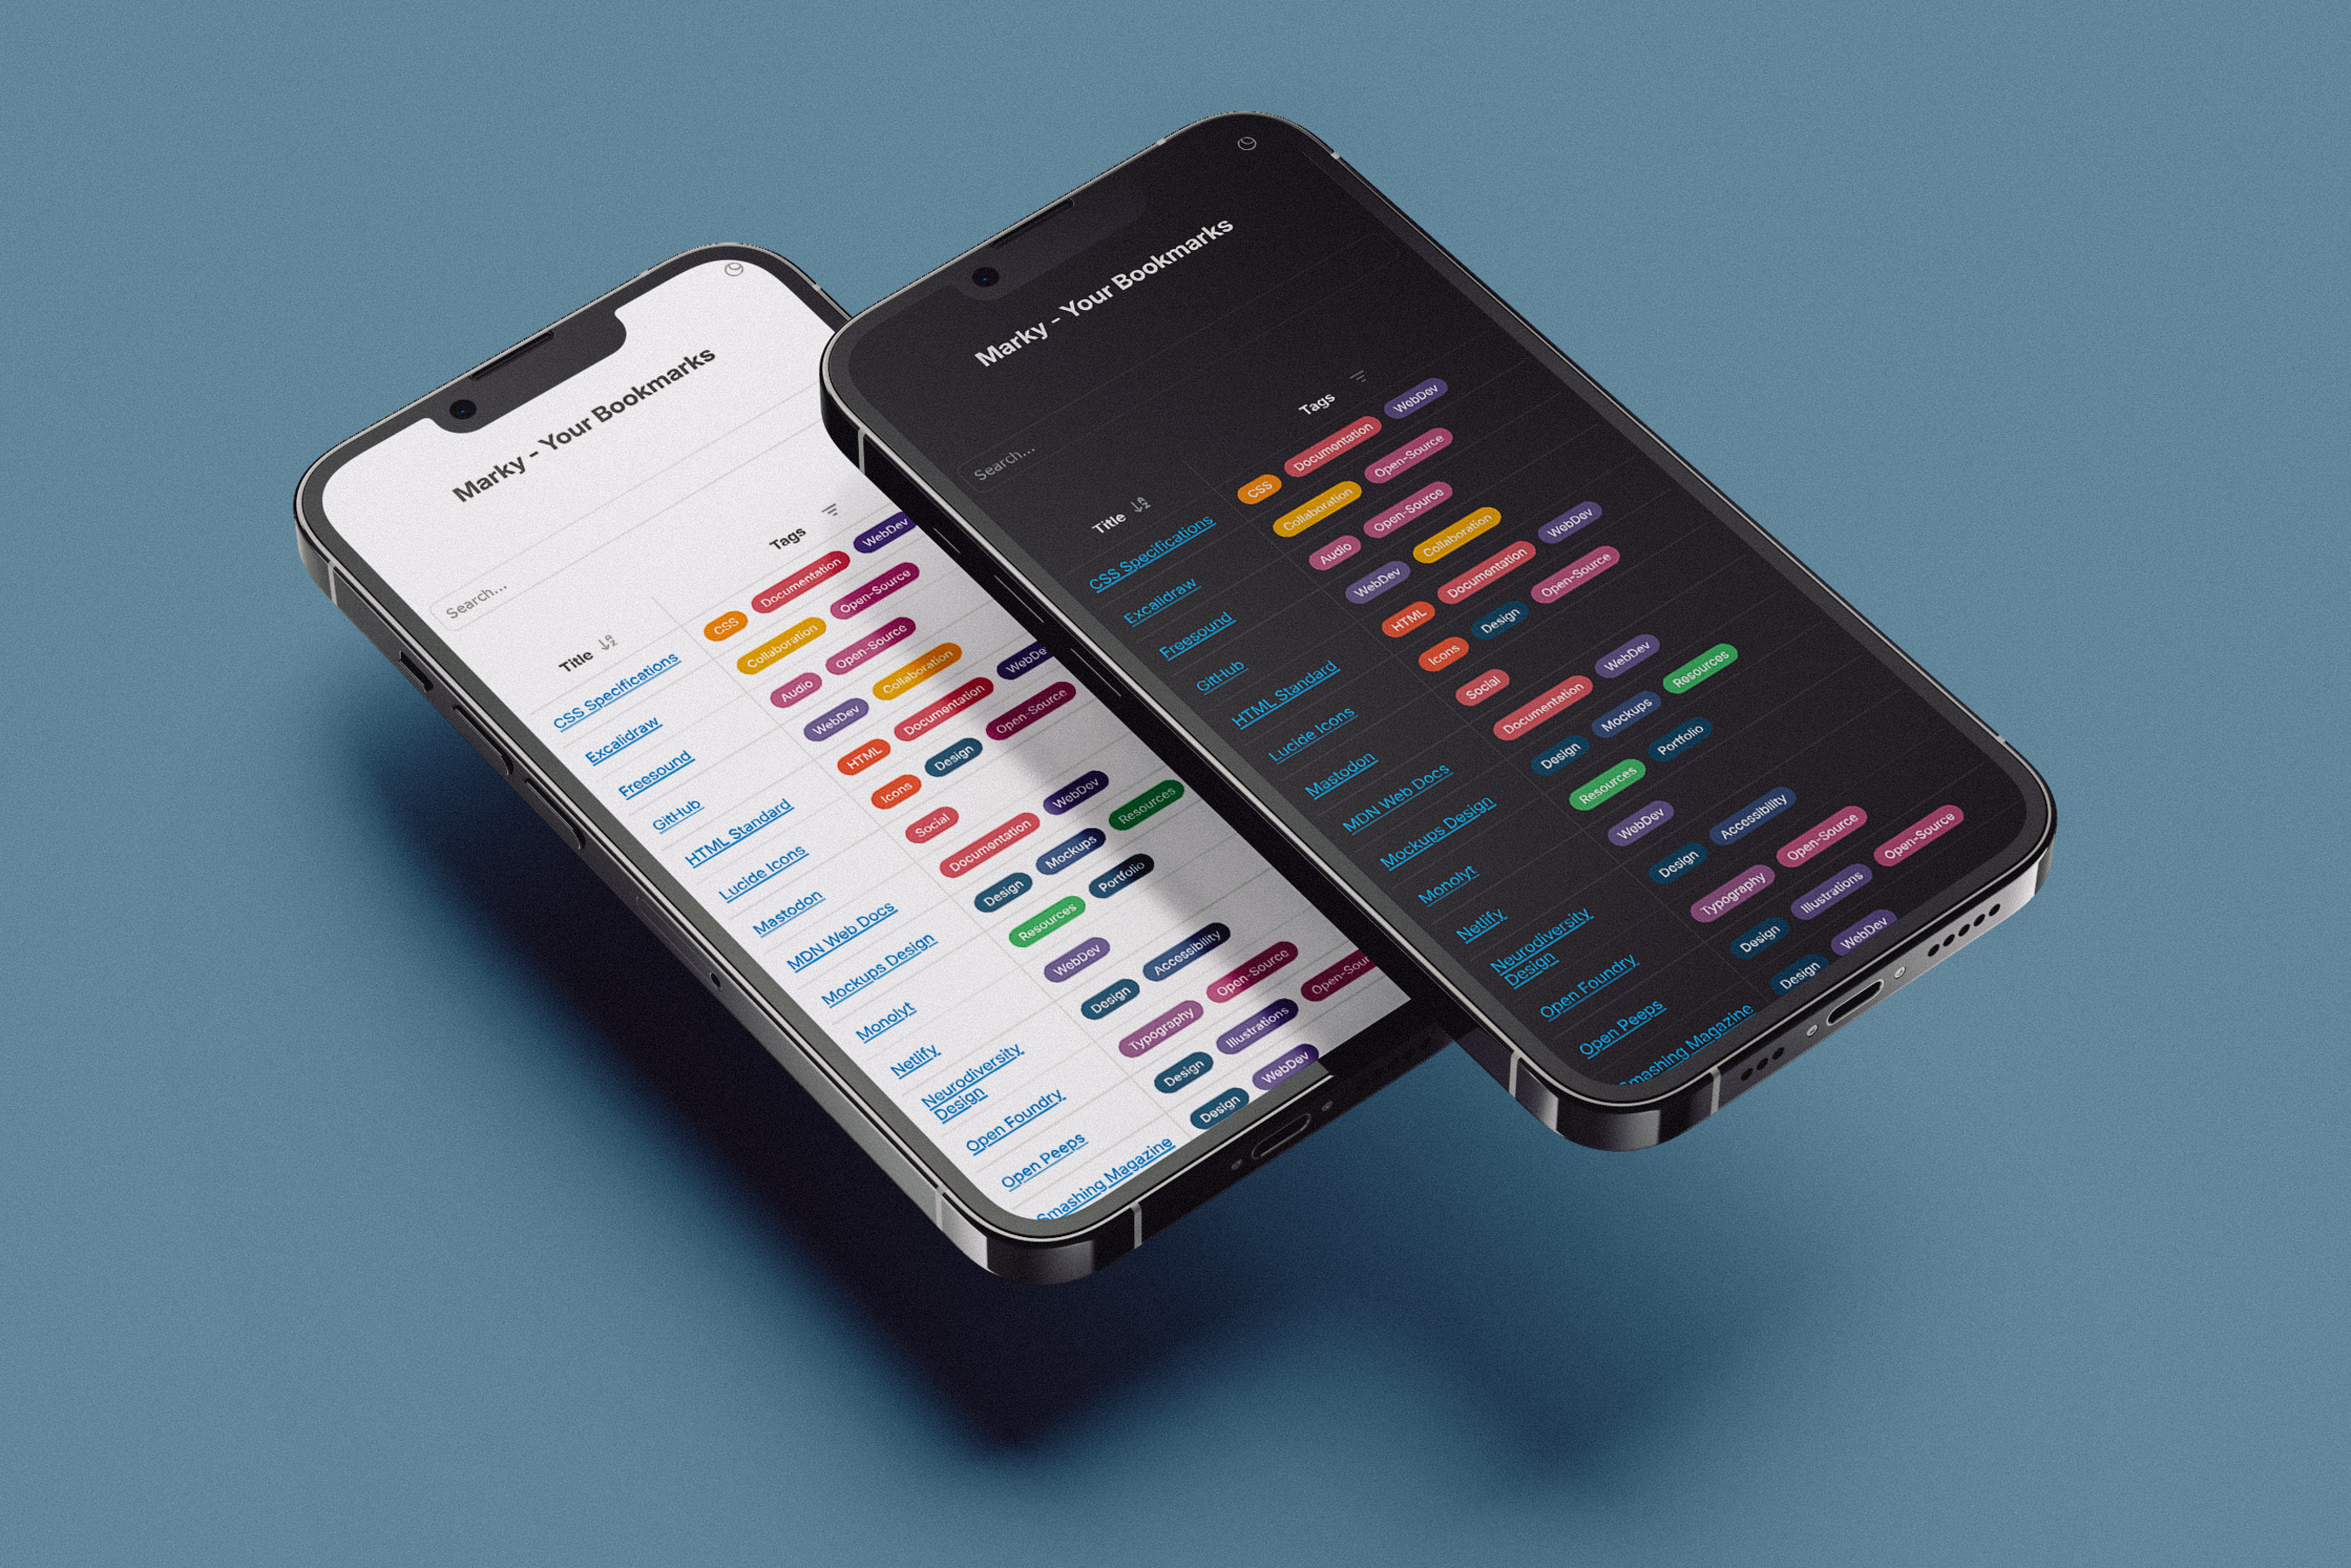 Marky - Your Bookmarks
Search...
Title Tags
CSS Specifications CSS Documentation WebDev
Excalidraw Collaboration Open-Source
Freesound Audio Open-Source
GitHub WebDev Collaboration
HTML Standard HTML Documentation WebDe
Lucide Icons Icons Design Open-Source
Mastodon Social
MDN Web Docs Documentation WebDev
Mockups Design Design Mockups Resources
Monolyt Resources Portfolio
Netlify WebDev
Neurodiversity Design Accessibility
Design
Open Foundry Typography Open-Source
Open Peeps Design Illustrations Open-Sour
Smashing Magazine Design WebDev
Marky - Your Bookmarks
Search...
Title Tags
CSS Specifications CSS Documentation WebDev
Excalidraw Collaboration Open-Source
Freesound Audio Open-Source
GitHub WebDev Collaboration
HTML Standard HTML Documentation WebDev
Lucide Icons Icons Design Open-Source
Mastodon Social
MDN Web Docs Documentation WebDev
Mockups Design Design Mockups Resources
Monolyt Resources Portfolio
Netlify WebDev
Neurodiversity Design Accessibility
Design
Open Foundry Typography Open-Source
Open Peeps Design Illustrations Open-Source
Smashing Magazine Design WebDev